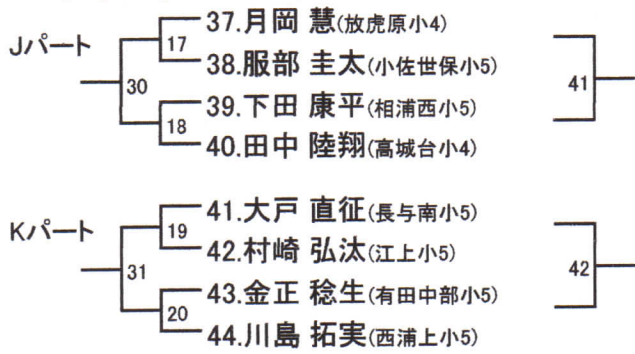 Jパート
37.月岡 慧(放虎原小4)
17
38.服部 圭太(小佐世保小5)
30
41
39.下田 康平(相浦西小5)
18
40.田中 陸翔(高城台小4)
Kパート
41.大戸 直征(長与南小5)
19
42.村崎 弘汰(江上小5)
31
42
43.金正 稔生(有田中部小5)
20
44.川島 拓実(西浦上小5)